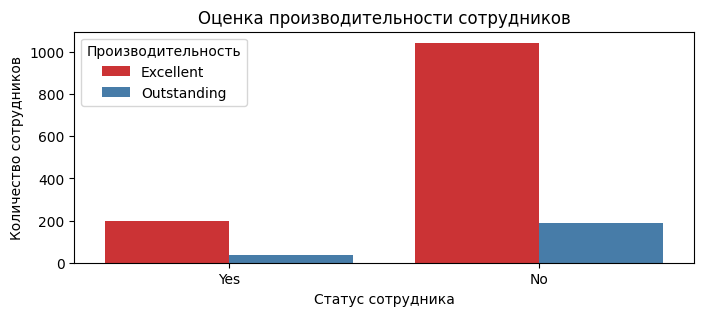 Оценка производительности сотрудников
Количество сотрудников
1000
800
600
400
200
0
Производительность
Excellent
Outstanding
Yes
No
Статус сотрудника